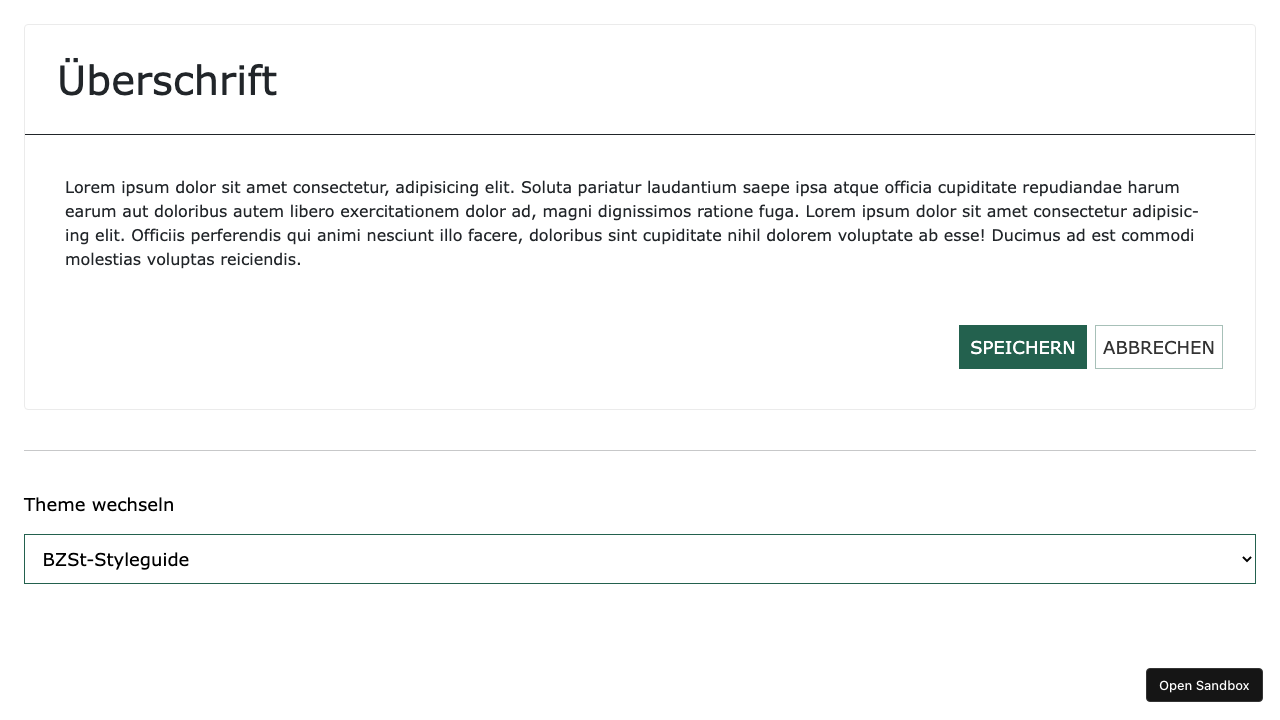 Überschrift
Lorem ipsum dolor sit amet consectetur, adipisicing elit. Soluta pariatur laudantium saepe ipsa atque officia cupiditate repudiandae harum
earum aut doloribus autem libero exercitationem dolor ad, magni dignissimos ratione fuga. Lorem ipsum dolor sit amet consectetur adipisic-
ing elit. Officiis perferendis qui animi nesciunt illo facere, doloribus sint cupiditate nihil dolorem voluptate ab esse! Ducimus ad est commodi
molestias voluptas reiciendis.
SPEICHERN ABBRECHEN
Theme wechseln
BZSt-Styleguide
Open Sandbox